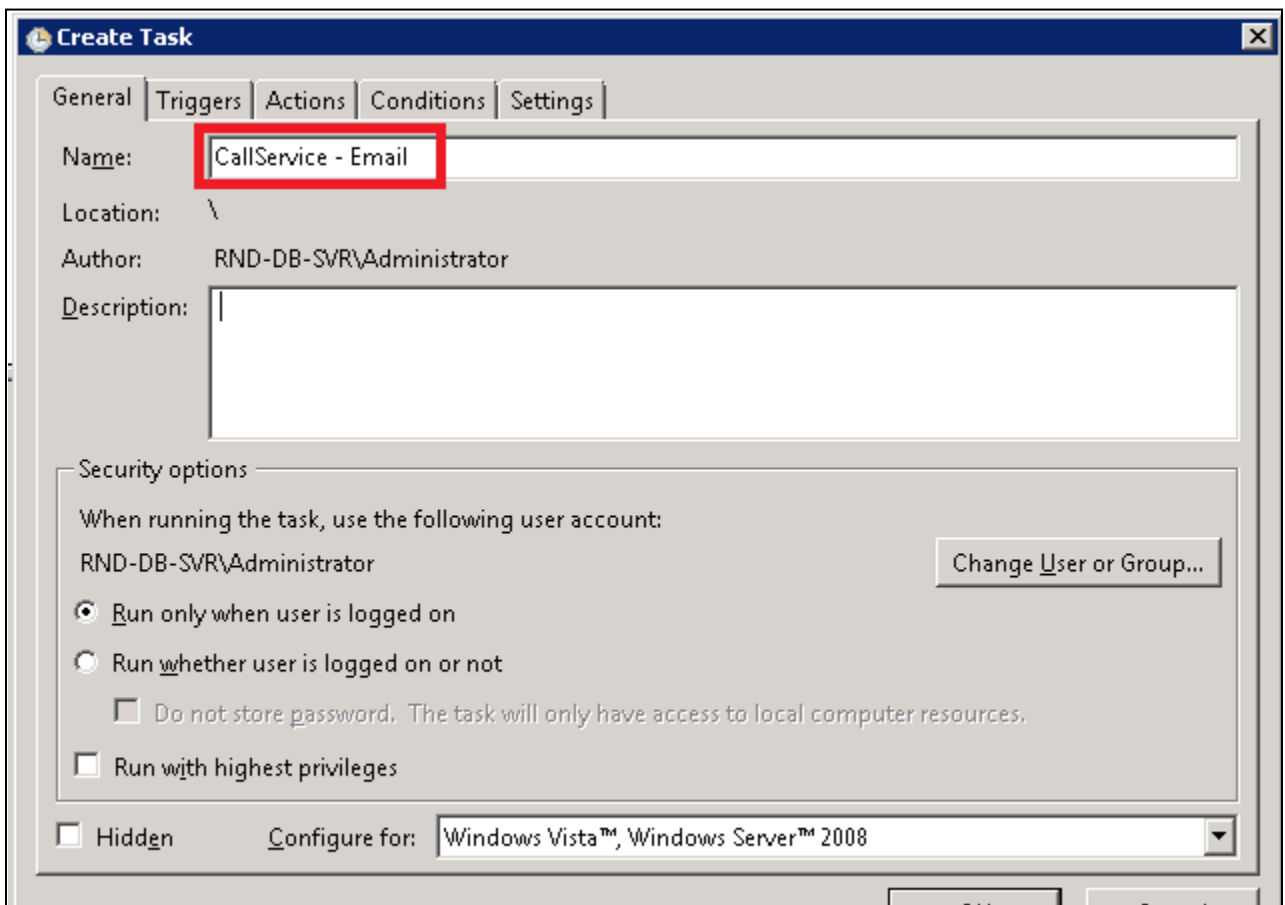 Create Task
General Triggers Actions Conditions Settings
Name: CallService - Email
Location: \
Author: RND-DB-SVR\Administrator
Description:
Security options
When running the task, use the following user account:
RND-DB-SVR\Administrator Change User or Group...
Run only when user is logged on
Run whether user is logged on or not
Do not store password. The task will only have access to local computer resources.
Run with highest privileges
Hidden Configure for: Windows Vista™, Windows Server™ 2008